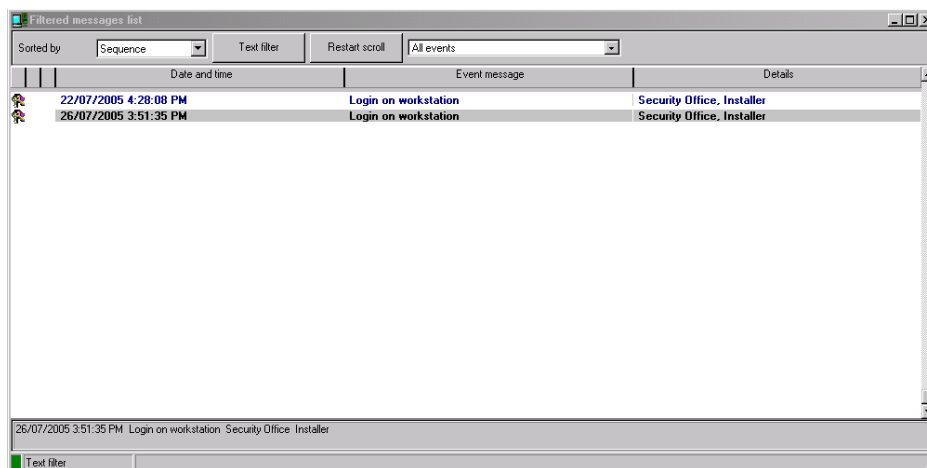 Filtered messages list
Sorted by Sequence Text filter Restart scroll All events
Date and time Event message Details
22/07/2005 4:28:08 PM Login on workstation Security Office, Installer
26/07/2005 3:51:35 PM Login on workstation Security Office, Installer
26/07/2005 3:51:35 PM Login on workstation Security Office Installer
Text filter